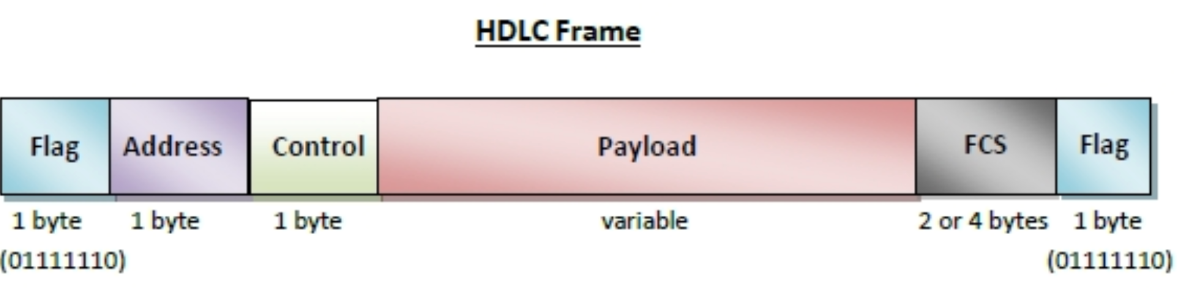 HDLC Frame
Flag Address Control Payload FCS Flag
1 byte 1 byte 1 byte variable 2 or 4 bytes 1 byte
(01111110) (01111110)